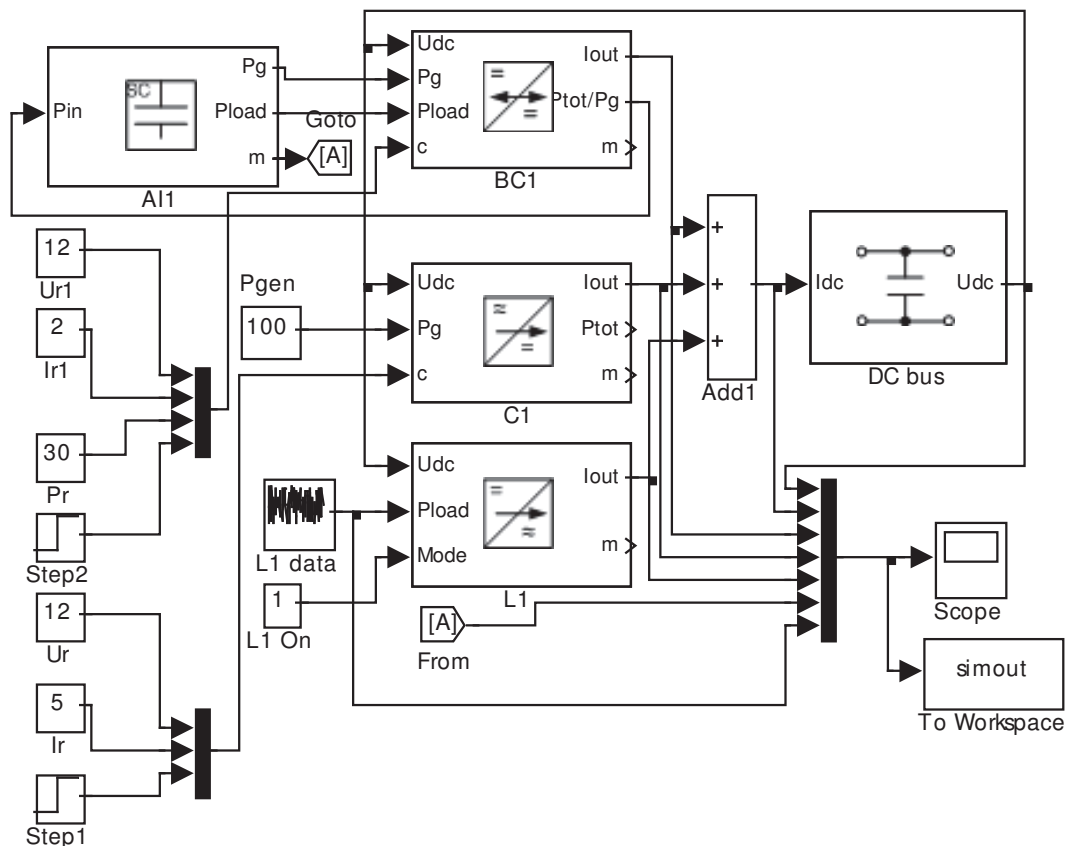 Pin
SC
Pg
Pload
m
AI1
Goto
[A]
Udc
Pg
Pload
c
=
=
Iout
Ptot/Pg
m
BC1
12
Ur1
2
Ir1
30
Pr
Step2
12
Ur
5
Ir
Step1
Pgen
100
Udc
Pg
c
≈
=
Iout
Ptot
m
C1
L1 data
1
L1 On
Udc
Pload
Mode
=
≈
Iout
m
L1
[A]
From
+
+
+
Add1
Idc
Udc
DC bus
Scope
simout
To Workspace